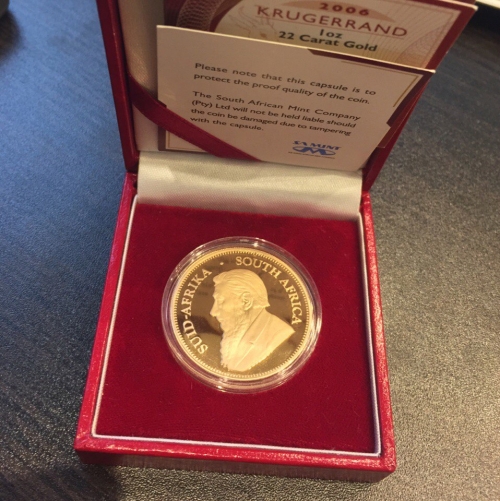 2006
KRUGERRAND
1oz
22 Carat Gold
Please note that this capsule is to
protect the proof quality of the coin.
The South African Mint Company
(Pty) Ltd will not be held liable should
the coin be damaged due to tampering
with the capsule.
SA MINT
SUID-AFRIKA · SOUTH AFRICA